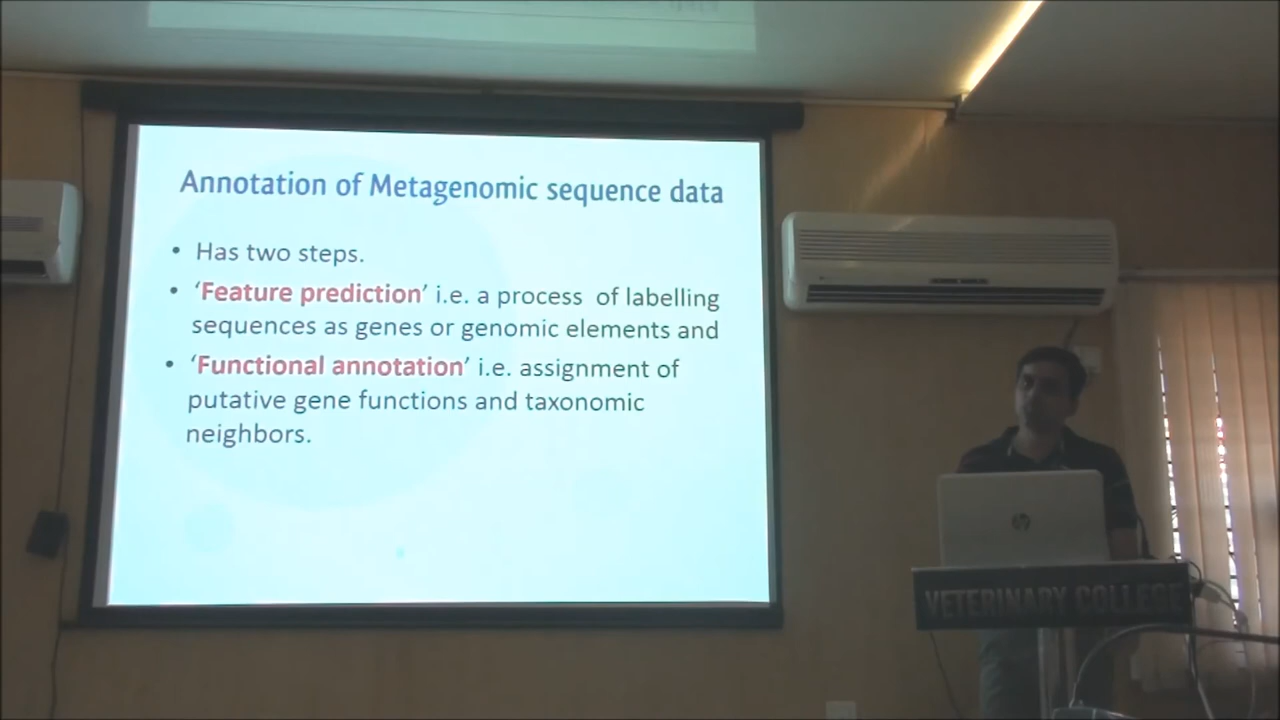 Annotation of Metagenomic sequence data
• Has two steps.
• ‘Feature prediction’ i.e. a process of labelling
sequences as genes or genomic elements and
• ‘Functional annotation’ i.e. assignment of
putative gene functions and taxonomic
neighbors.
hp
VETERINARY COLLEGE